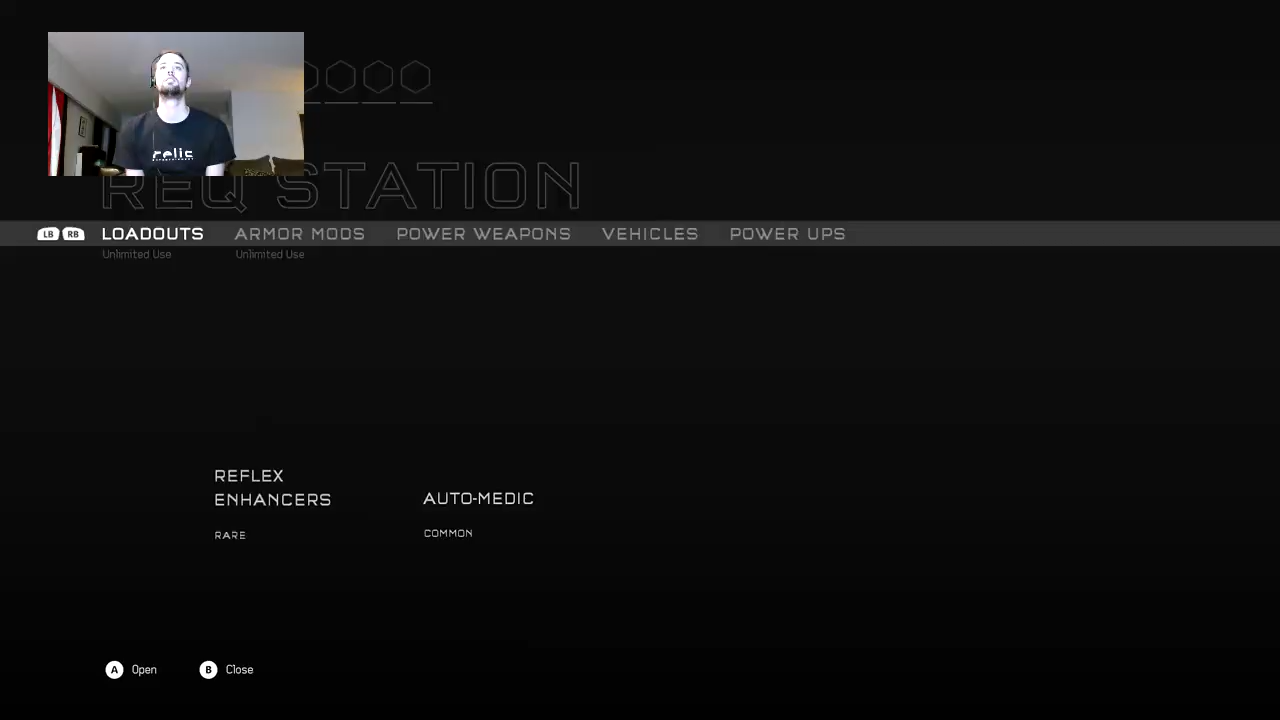 relic
REQ STATION
LB RB LOADOUTS ARMOR MODS POWER WEAPONS VEHICLES POWER UPS
Unlimited Use Unlimited Use
REFLEX
ENHANCERS
AUTO-MEDIC
RARE
COMMON
A Open B Close